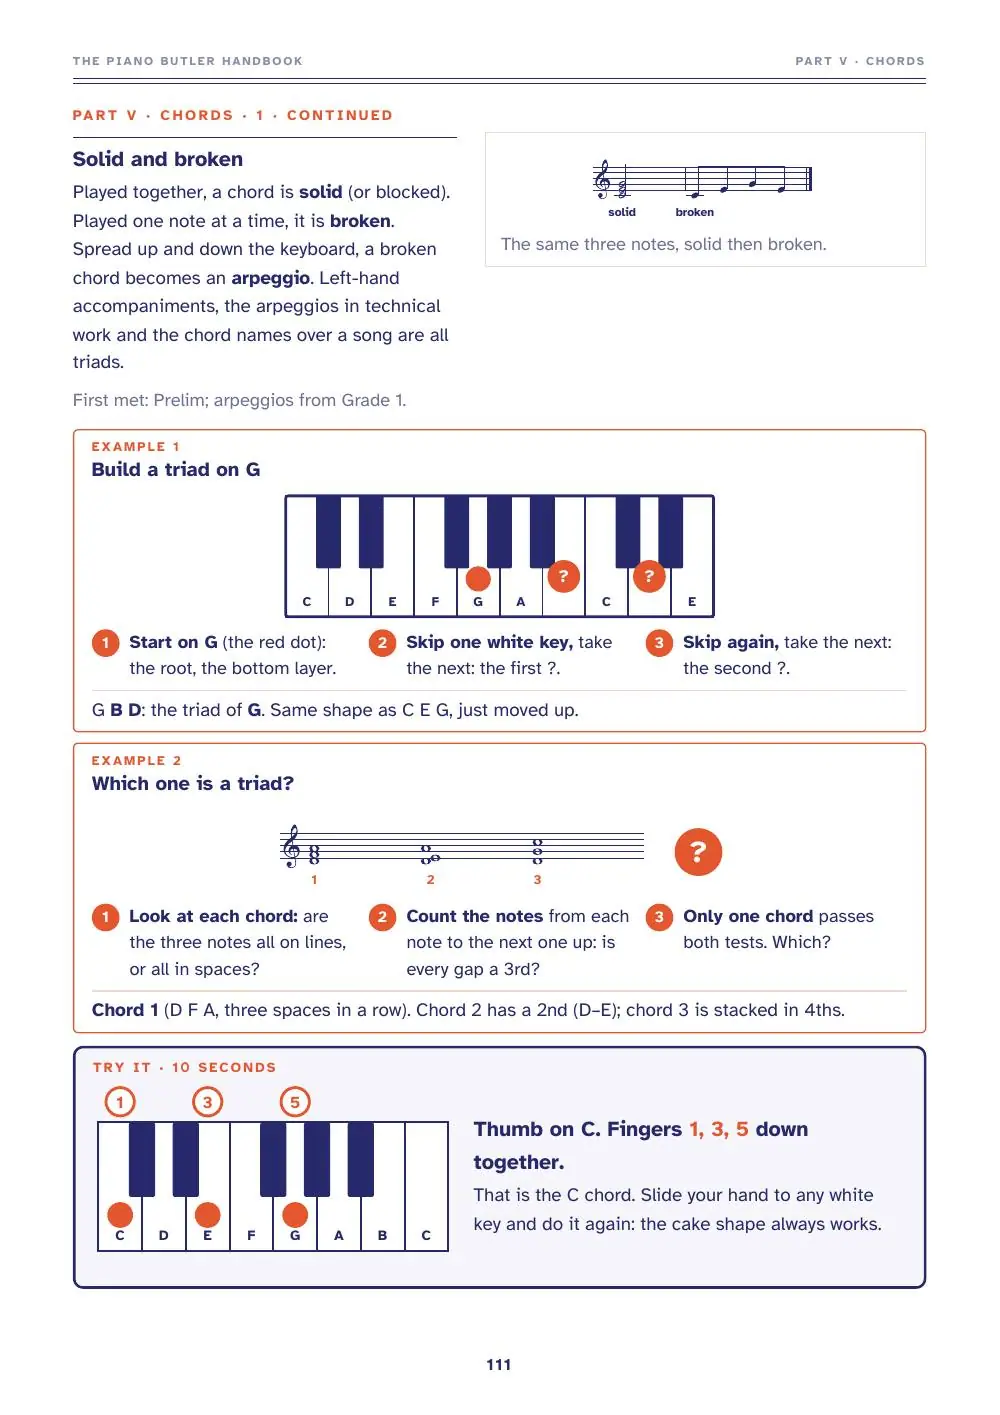 THE PIANO BUTLER HANDBOOK
PART V · CHORDS
PART V · CHORDS · 1 · CONTINUED
Solid and broken
Played together, a chord is solid (or blocked).
Played one note at a time, it is broken.
Spread up and down the keyboard, a broken
chord becomes an arpeggio. Left-hand
accompaniments, the arpeggios in technical
work and the chord names over a song are all
triads.
First met: Prelim; arpeggios from Grade 1.
solid broken
The same three notes, solid then broken.
EXAMPLE 1
Build a triad on G
? ?
C D E F G A C E
1 Start on G (the red dot):
the root, the bottom layer.
2 Skip one white key, take
the next: the first ?.
3 Skip again, take the next:
the second ?.
G B D: the triad of G. Same shape as C E G, just moved up.
EXAMPLE 2
Which one is a triad?
?
1 2 3
1 Look at each chord: are
the three notes all on lines,
or all in spaces?
2 Count the notes from each
note to the next one up: is
every gap a 3rd?
3 Only one chord passes
both tests. Which?
Chord 1 (D F A, three spaces in a row). Chord 2 has a 2nd (D–E); chord 3 is stacked in 4ths.
TRY IT · 10 SECONDS
1 3 5
C D E F G A B C
Thumb on C. Fingers 1, 3, 5 down
together.
That is the C chord. Slide your hand to any white
key and do it again: the cake shape always works.
111